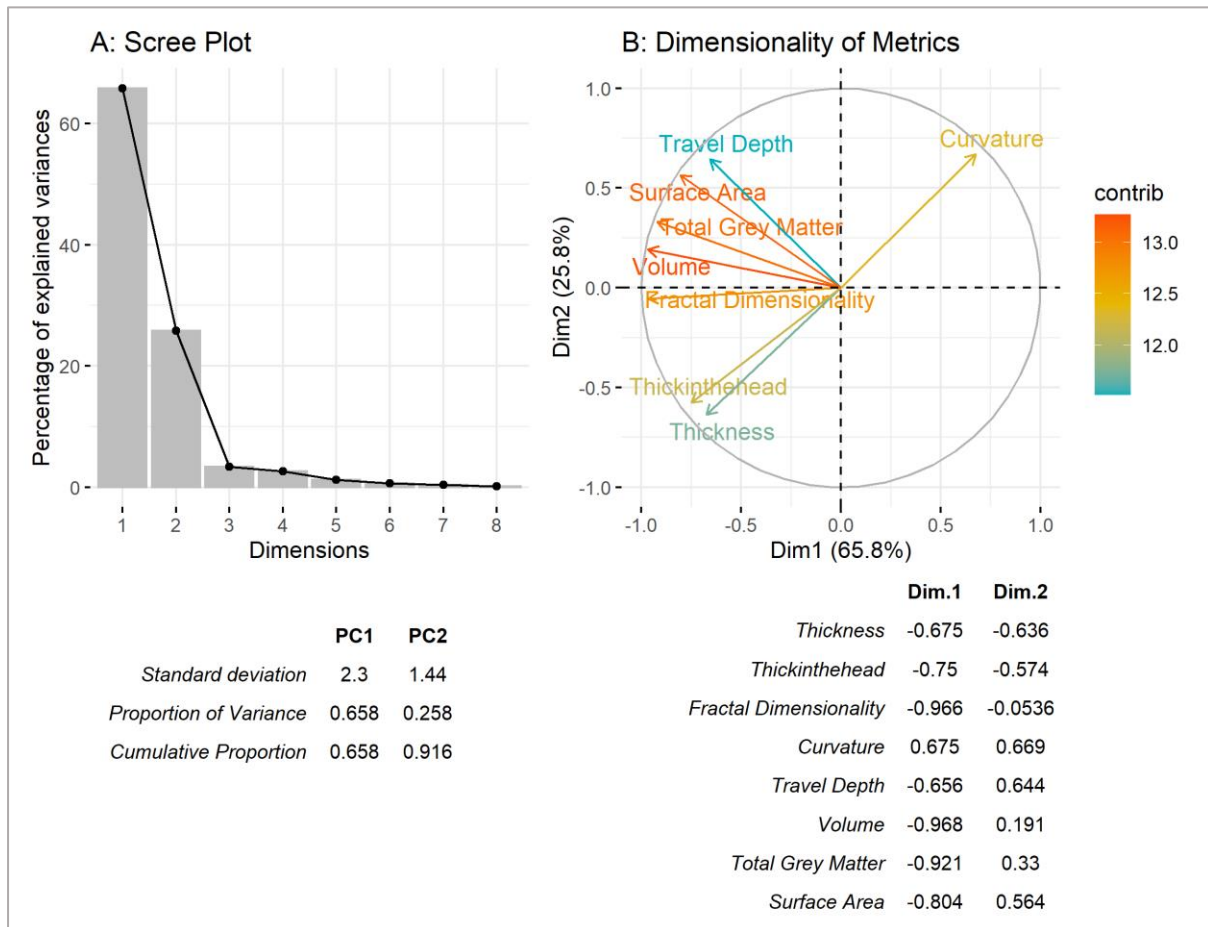 A: Scree Plot
Percentage of explained variances
60
40
20
0
1 2 3 4 5 6 7 8
Dimensions
PC1 PC2
Standard deviation 2.3 1.44
Proportion of Variance 0.658 0.258
Cumulative Proportion 0.658 0.916
B: Dimensionality of Metrics
Dim2 (25.8%)
1.0
0.5
0.0
-0.5
-1.0
Travel Depth
Curvature
Surface Area
Total Grey Matter
Volume
Fractal Dimensionality
Thickinthehead
Thickness
-1.0 -0.5 0.0 0.5 1.0
Dim1 (65.8%)
contrib
13.0
12.5
12.0
Dim.1 Dim.2
Thickness -0.675 -0.636
Thickinthehead -0.75 -0.574
Fractal Dimensionality -0.966 -0.0536
Curvature 0.675 0.669
Travel Depth -0.656 0.644
Volume -0.968 0.191
Total Grey Matter -0.921 0.33
Surface Area -0.804 0.564